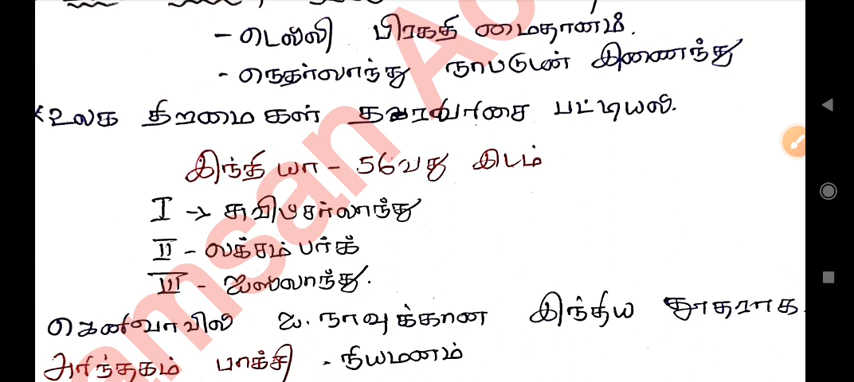 - டெல்லி பிரகதி மைதானம்.
- நெதர்லாந்து நாட்டுடன் இணைந்து
* உலக திறமைகள் தரவரிசை பட்டியல்.
இந்தியா - 56வது இடம்
I → சுவிட்சர்லாந்து
II - லக்சம்பர்க்
III - ஐஸ்லாந்து.
ஜெனிவாவில் ஐ. நாவுக்கான இந்திய தூதராக
அரிந்தகம் பாக்சி - நியமனம்